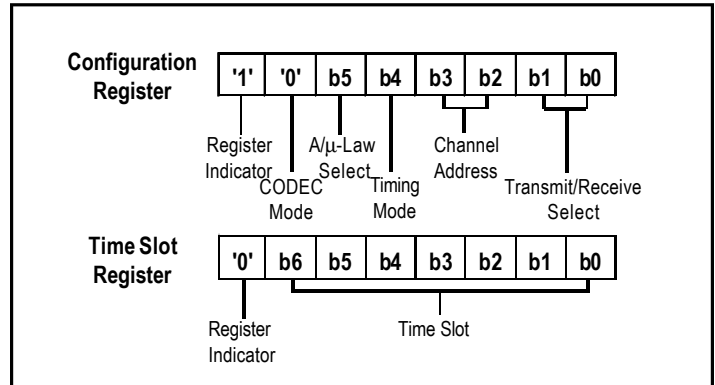 Configuration
Register
'1' '0' b5 b4 b3 b2 b1 b0
Register
Indicator
CODEC
Mode
A/μ-Law
Select
Timing
Mode
Channel
Address
Transmit/Receive
Select
Time Slot
Register
'0' b6 b5 b4 b3 b2 b1 b0
Register
Indicator
Time Slot